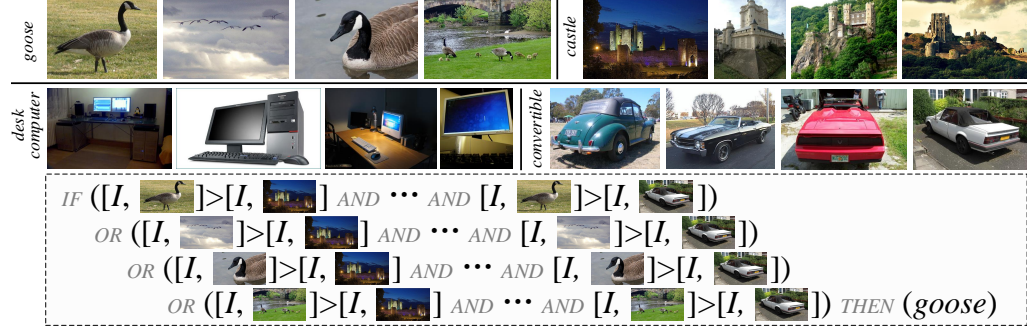 goose
castle
desk
computer
convertible
IF ([I, ]>[I, ] AND ••• AND [I, ]>[I, ])
OR ([I, ]>[I, ] AND ••• AND [I, ]>[I, ])
OR ([I, ]>[I, ] AND ••• AND [I, ]>[I, ])
OR ([I, ]>[I, ] AND ••• AND [I, ]>[I, ]) THEN (goose)